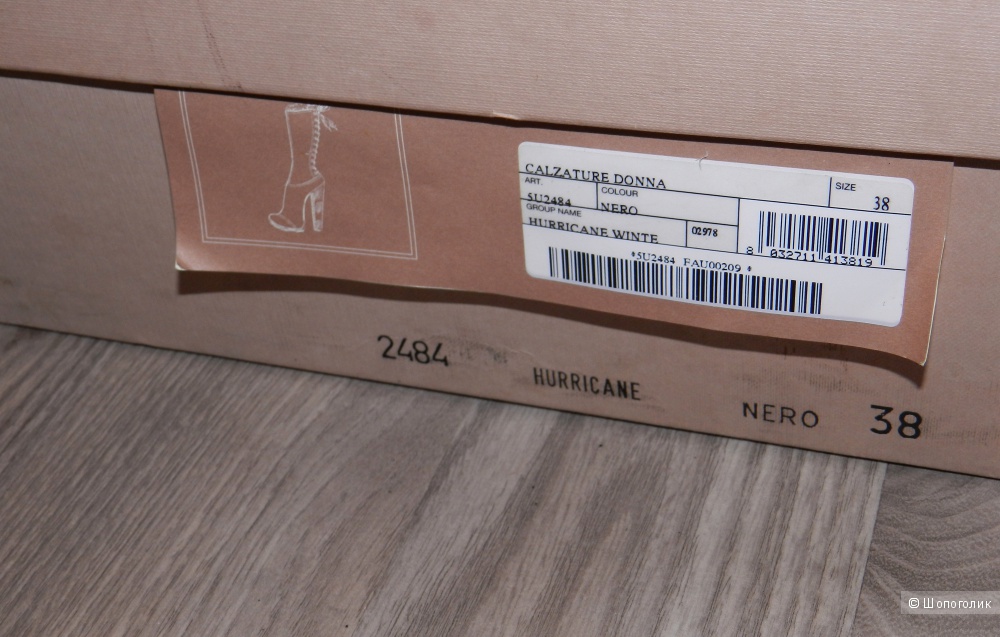 CALZATURE DONNA
SIZE
38
ART.
COLOUR
5U2484
NERO
GROUP NAME
HURRICANE WINTE
02978
8 032711 413819
*5U2484 FAU00209 *
2484
HURRICANE
NERO
38
© Шопоголик